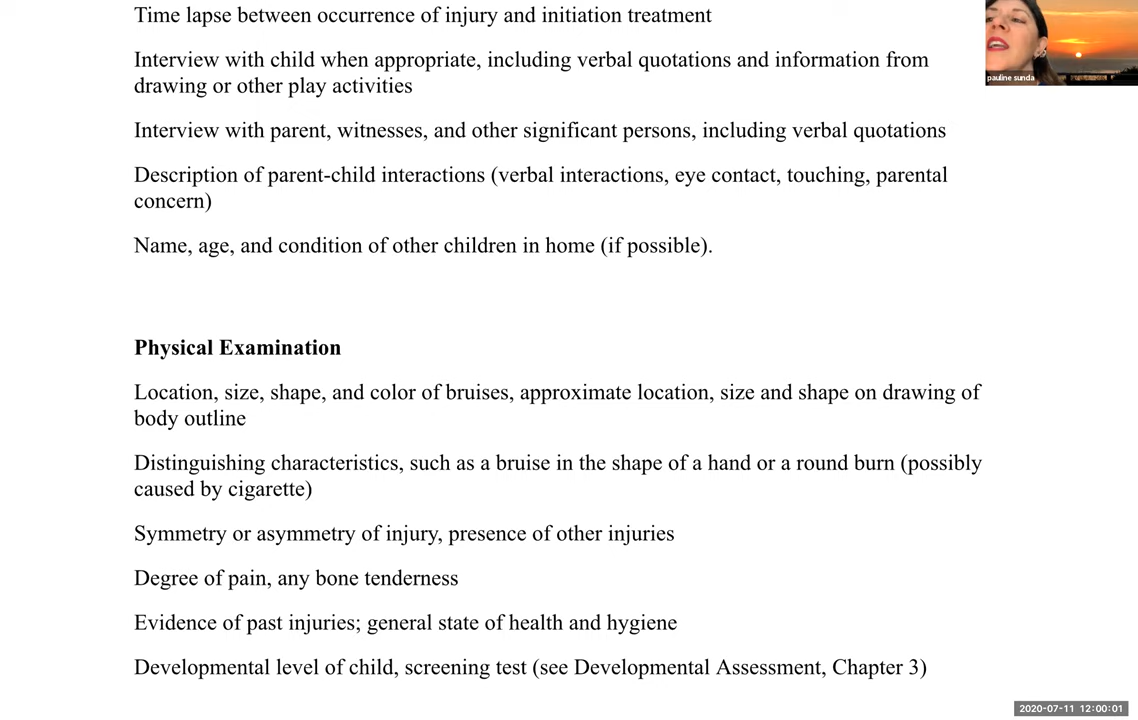 Time lapse between occurrence of injury and initiation treatment
Interview with child when appropriate, including verbal quotations and information from
drawing or other play activities
Interview with parent, witnesses, and other significant persons, including verbal quotations
Description of parent-child interactions (verbal interactions, eye contact, touching, parental
concern)
Name, age, and condition of other children in home (if possible).
pauline sunda
Physical Examination
Location, size, shape, and color of bruises, approximate location, size and shape on drawing of
body outline
Distinguishing characteristics, such as a bruise in the shape of a hand or a round burn (possibly
caused by cigarette)
Symmetry or asymmetry of injury, presence of other injuries
Degree of pain, any bone tenderness
Evidence of past injuries; general state of health and hygiene
Developmental level of child, screening test (see Developmental Assessment, Chapter 3)
2020-07-11 12:00:01